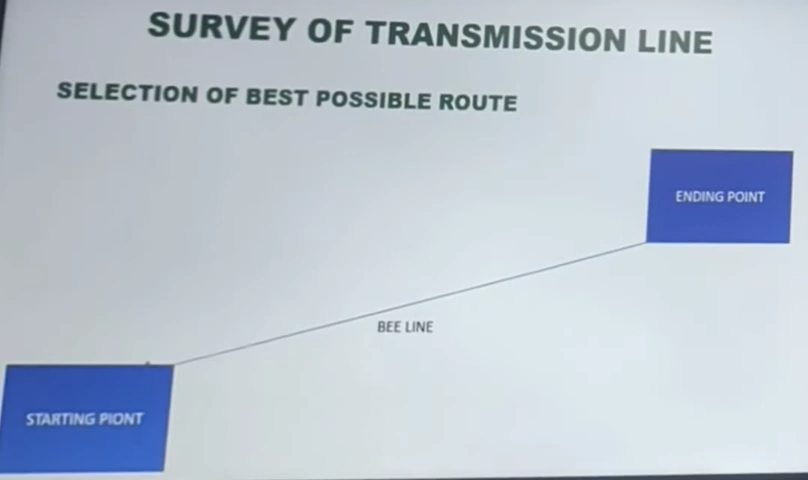 SURVEY OF TRANSMISSION LINE
SELECTION OF BEST POSSIBLE ROUTE
ENDING POINT
BEE LINE
STARTING PIONT